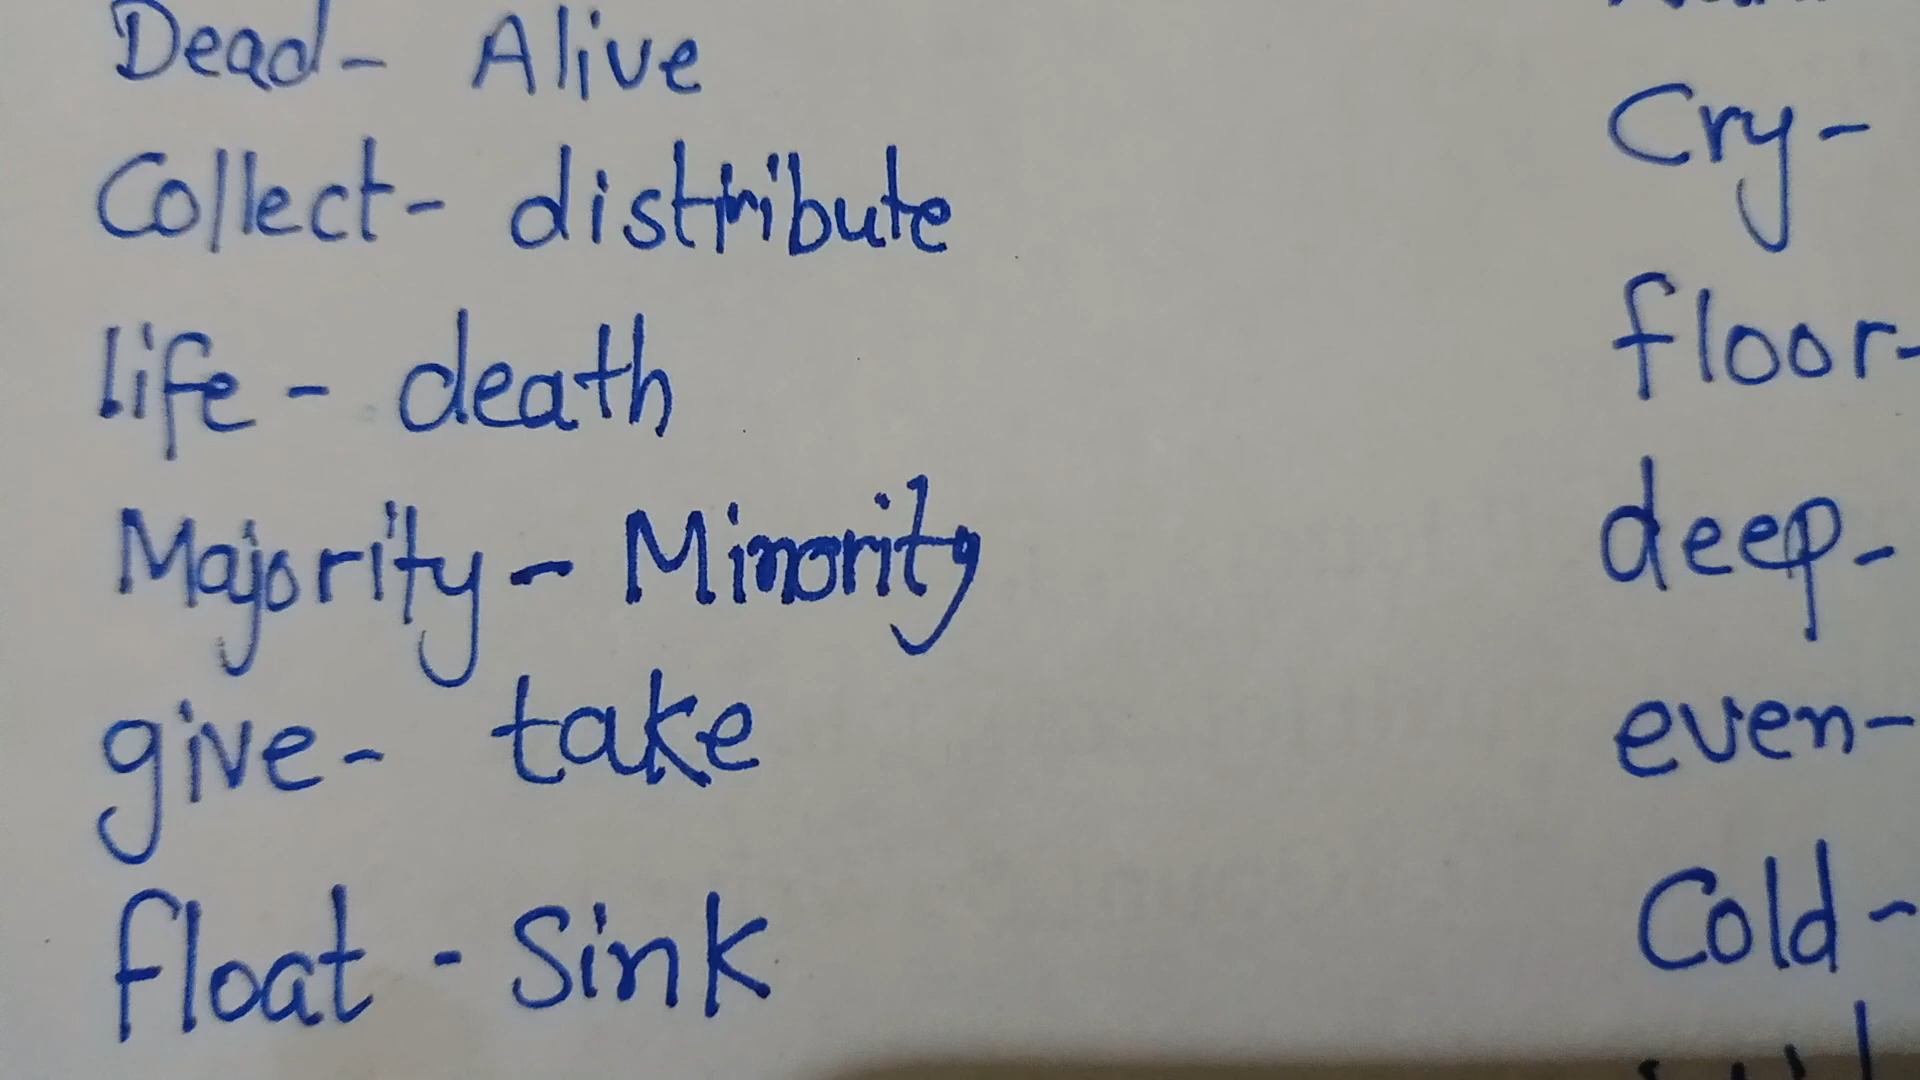 Dead- Alive
Collect- distribute
life - death
Majority - Minority
give- take
float - Sink
Cry-
floor-
deep-
even-
Cold-